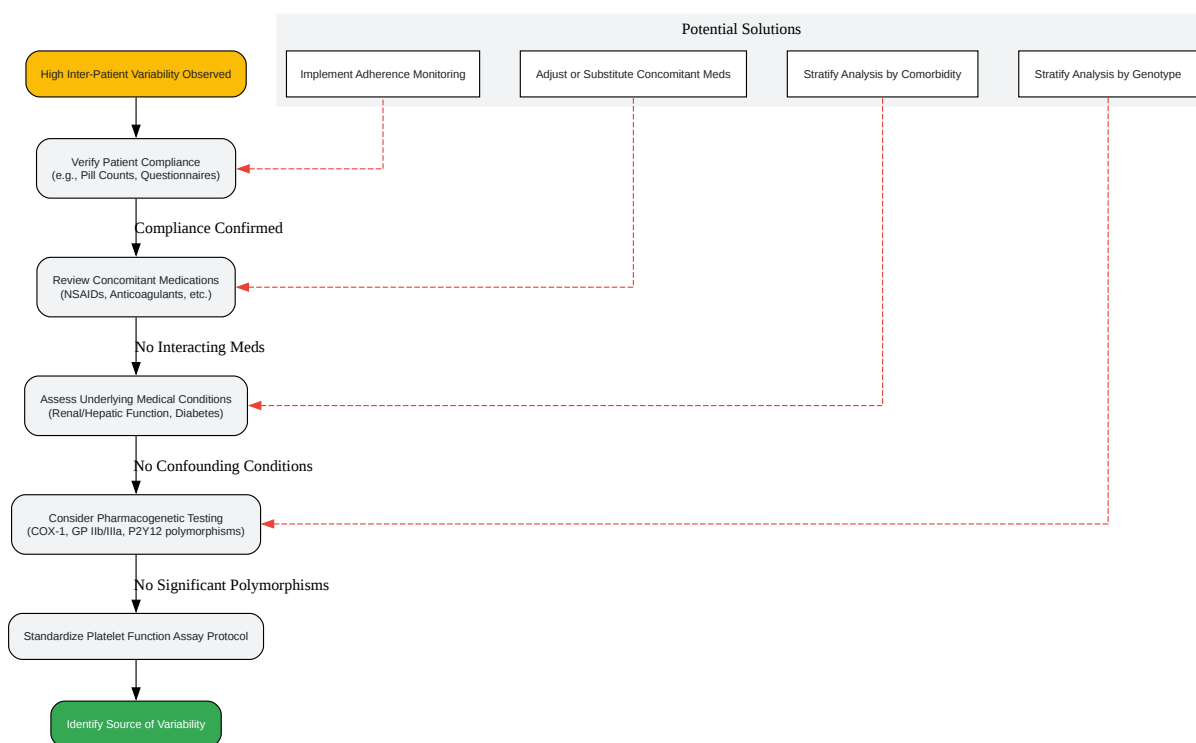 Potential Solutions
High Inter-Patient Variability Observed
Implement Adherence Monitoring
Adjust or Substitute Concomitant Meds
Stratify Analysis by Comorbidity
Stratify Analysis by Genotype
Verify Patient Compliance
(e.g., Pill Counts, Questionnaires)
Compliance Confirmed
Review Concomitant Medications
(NSAIDs, Anticoagulants, etc.)
No Interacting Meds
Assess Underlying Medical Conditions
(Renal/Hepatic Function, Diabetes)
No Confounding Conditions
Consider Pharmacogenetic Testing
(COX-1, GP IIb/IIIa, P2Y12 polymorphisms)
No Significant Polymorphisms
Standardize Platelet Function Assay Protocol
Identify Source of Variability